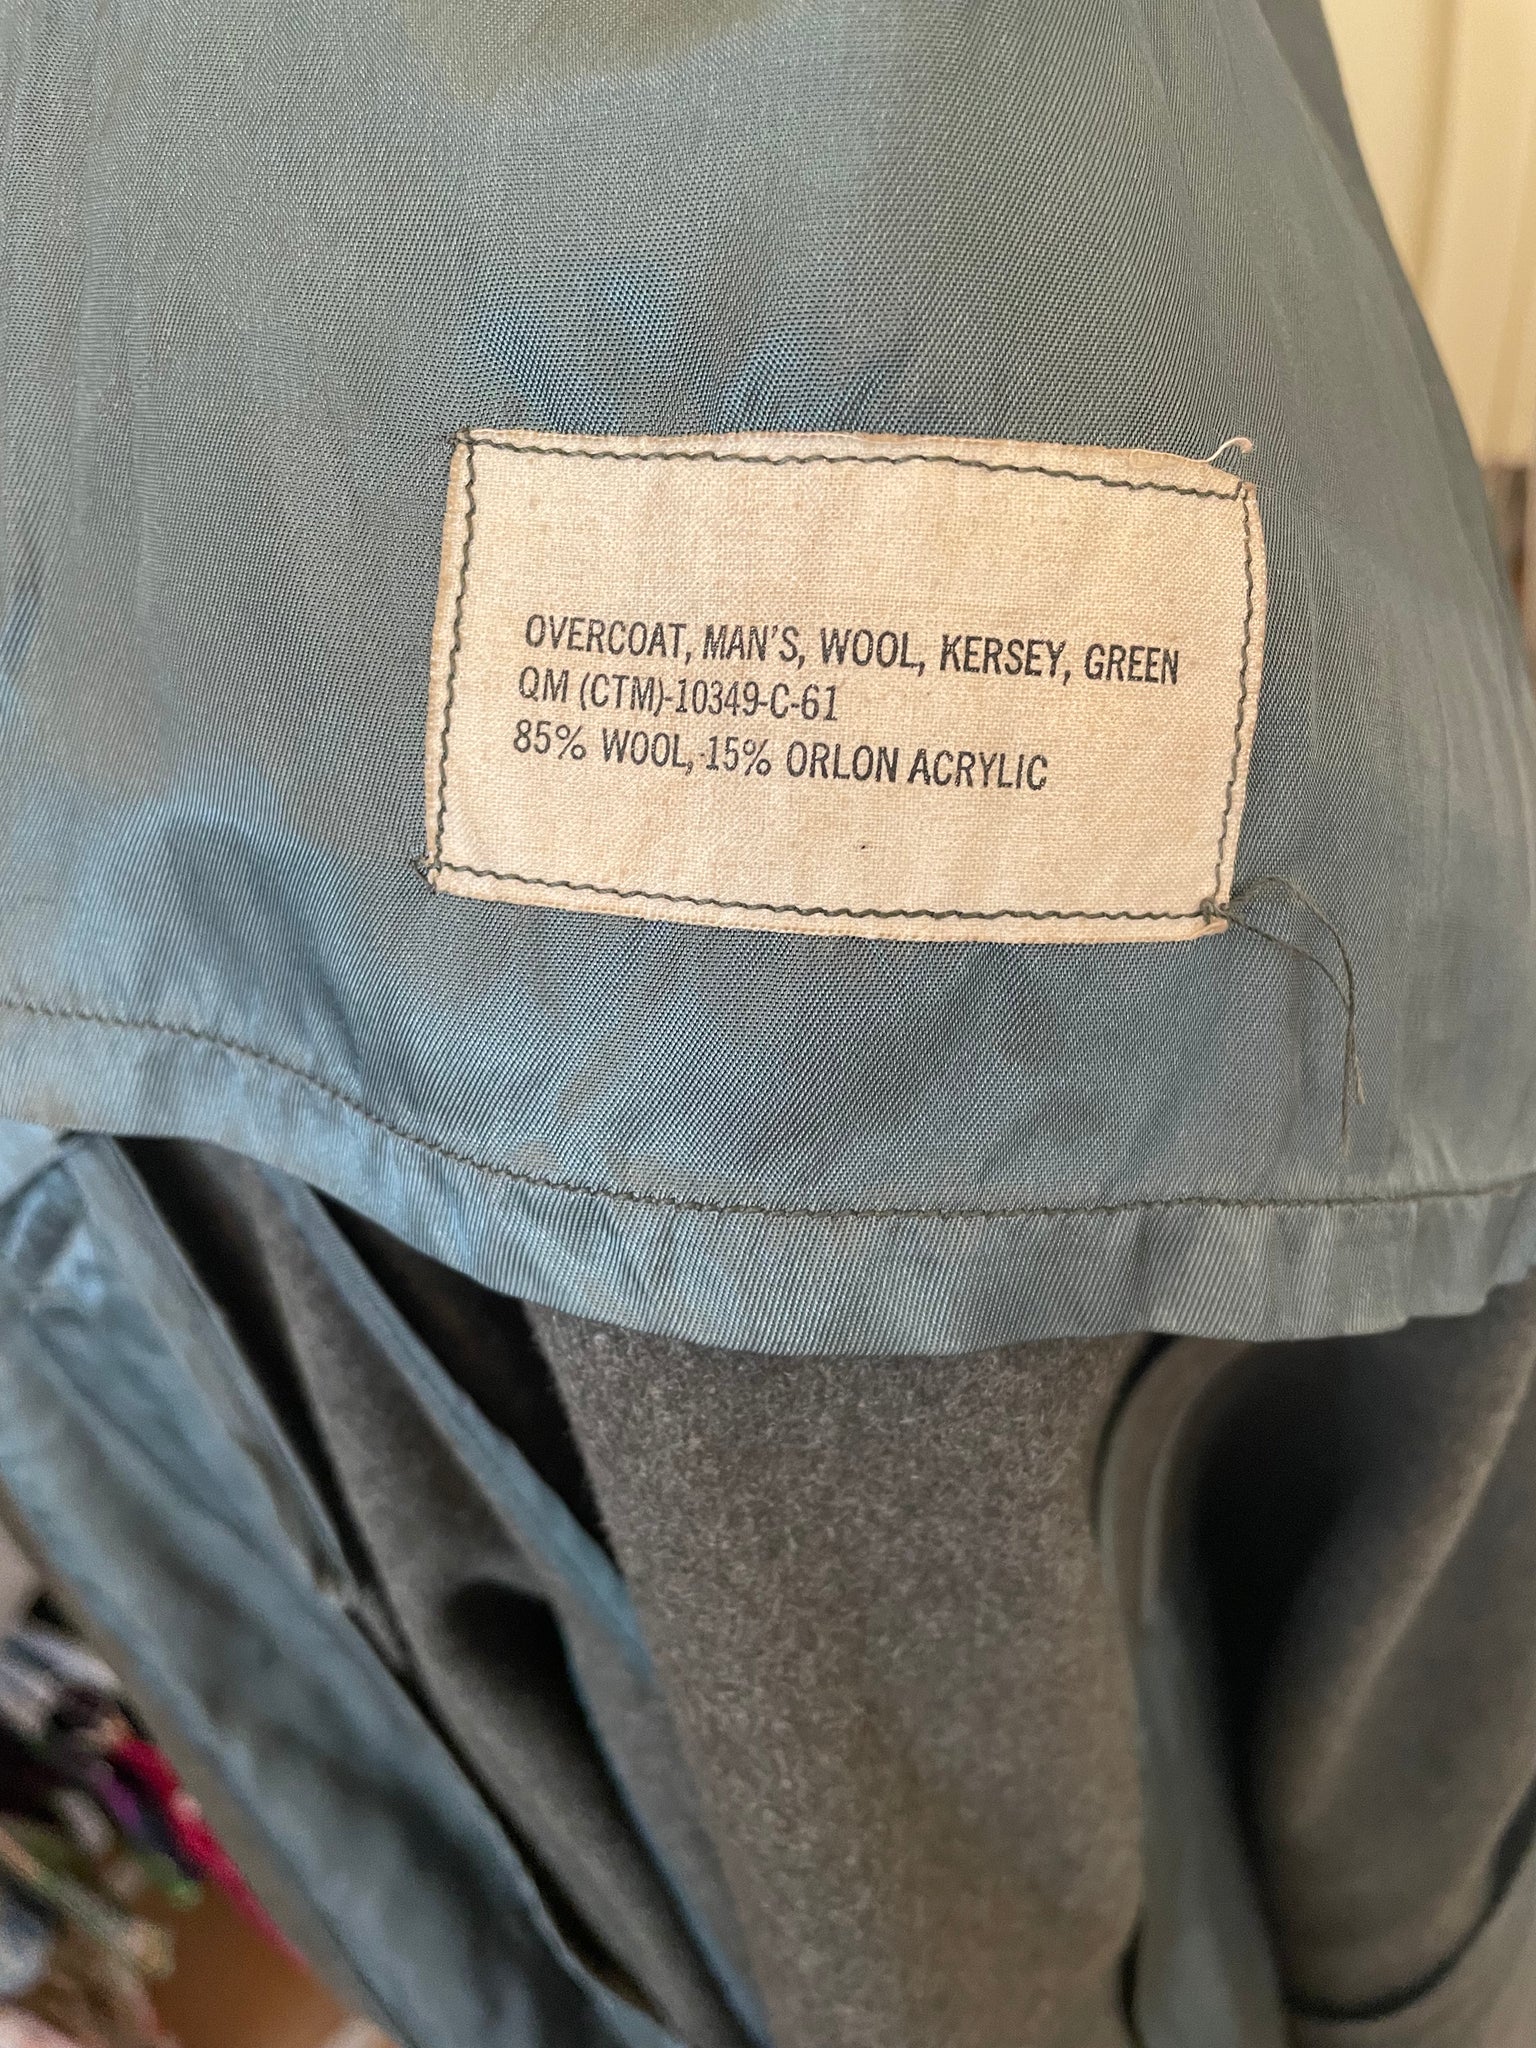 OVERCOAT, MAN'S, WOOL, KERSEY, GREEN
QM (CTM)-10349-C-61
85% WOOL, 15% ORLON ACRYLIC